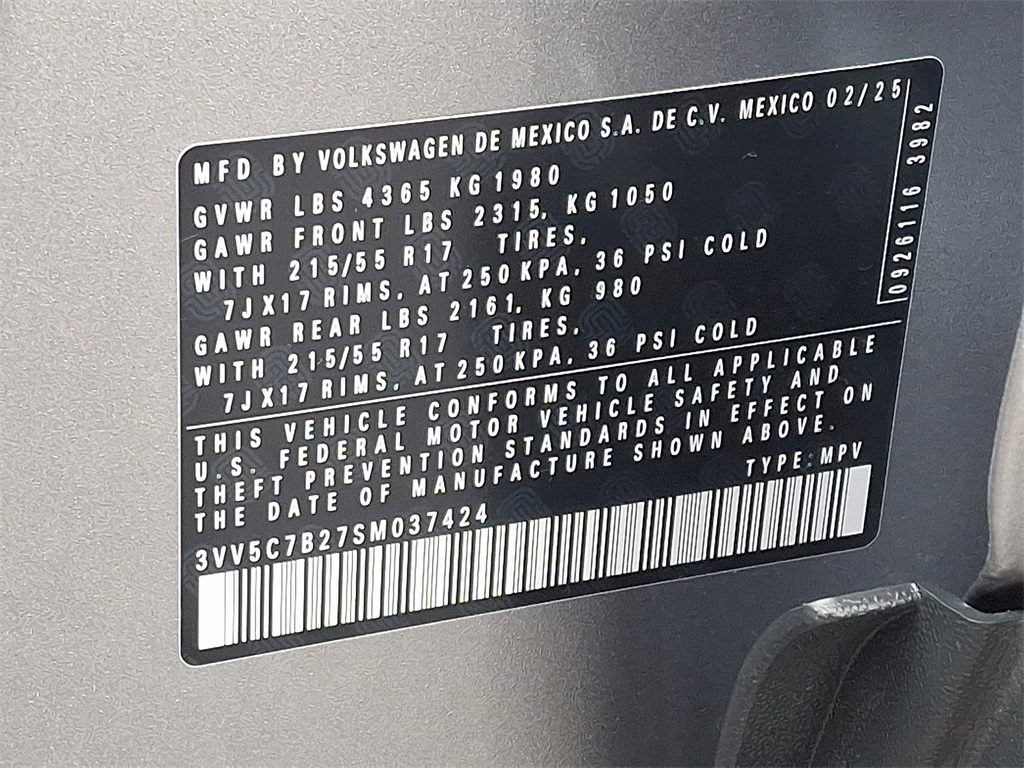 MFD BY VOLKSWAGEN DE MEXICO S.A. DE C.V. MEXICO 02/25
GVWR LBS 4365 KG 1980
GAWR FRONT LBS 2315, KG 1050
WITH 215/55 R17 TIRES,
7JX17 RIMS, AT 250 KPA, 36 PSI COLD
GAWR REAR LBS 2161, KG 980
WITH 215/55 R17 TIRES,
7JX17 RIMS, AT 250 KPA, 36 PSI COLD
0926116 3982
THIS VEHICLE CONFORMS TO ALL APPLICABLE
U.S. FEDERAL MOTOR VEHICLE SAFETY AND
THEFT PREVENTION STANDARDS IN EFFECT ON
THE DATE OF MANUFACTURE SHOWN ABOVE.
TYPE: MPV
3VV5C7B27SM037424